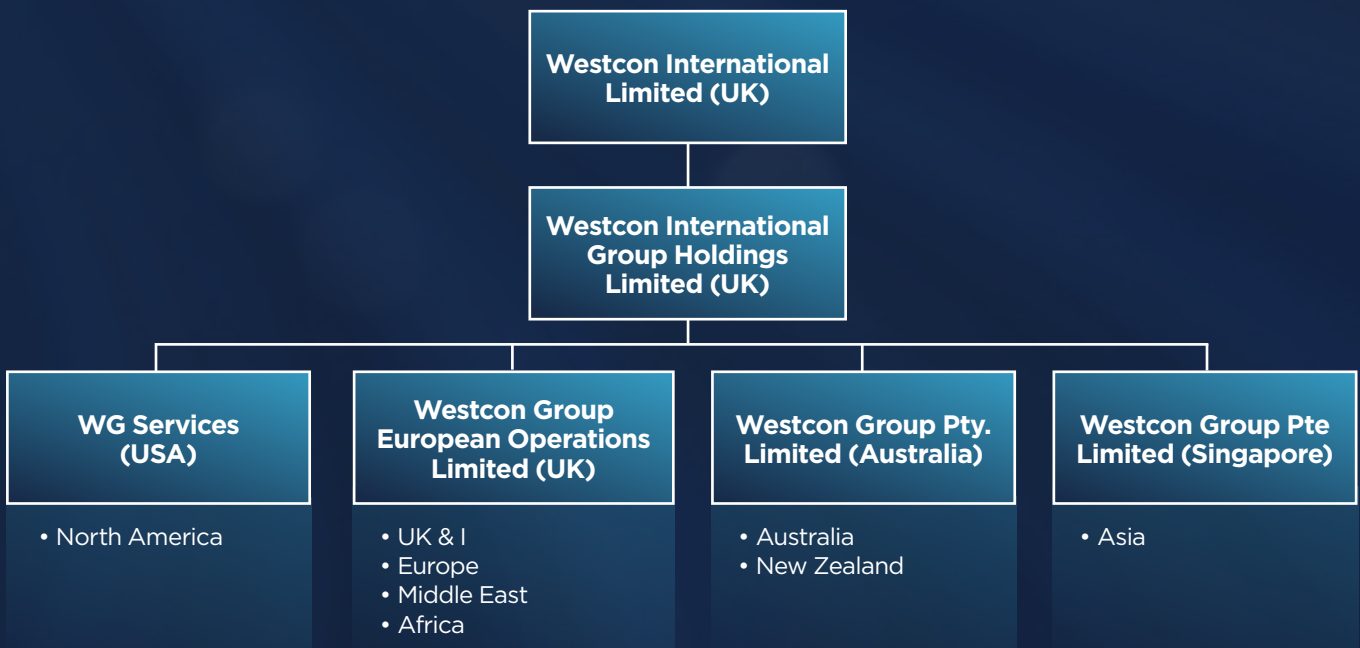 Westcon International
Limited (UK)
Westcon International
Group Holdings
Limited (UK)
WG Services
(USA)
• North America
Westcon Group
European Operations
Limited (UK)
• UK & I
• Europe
• Middle East
• Africa
Westcon Group Pty.
Limited (Australia)
• Australia
• New Zealand
Westcon Group Pte
Limited (Singapore)
• Asia